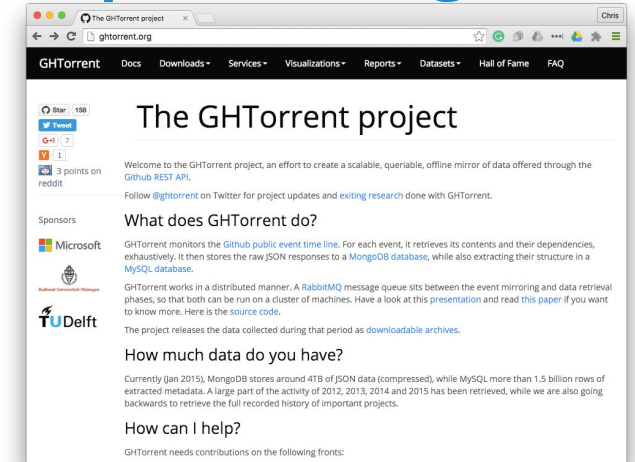 The GHTorrent project
Chris
ghtorrent.org
GHTorrent Docs Downloads Services Visualizations Reports Datasets Hall of Fame FAQ
Star 158
Tweet
G+1 7
Y 1
3 points on
reddit
Sponsors
Microsoft
Radboud Universiteit Nijmegen
TUDelft
The GHTorrent project
Welcome to the GHTorrent project, an effort to create a scalable, queriable, offline mirror of data offered through the
Github REST API.
Follow @ghtorrent on Twitter for project updates and exiting research done with GHTorrent.
What does GHTorrent do?
GHTorrent monitors the Github public event time line. For each event, it retrieves its contents and their dependencies,
exhaustively. It then stores the raw JSON responses to a MongoDB database, while also extracting their structure in a
MySQL database.
GHTorrent works in a distributed manner. A RabbitMQ message queue sits between the event mirroring and data retrieval
phases, so that both can be run on a cluster of machines. Have a look at this presentation and read this paper if you want
to know more. Here is the source code.
The project releases the data collected during that period as downloadable archives.
How much data do you have?
Currently (Jan 2015), MongoDB stores around 4TB of JSON data (compressed), while MySQL more than 1.5 billion rows of
extracted metadata. A large part of the activity of 2012, 2013, 2014 and 2015 has been retrieved, while we are also going
backwards to retrieve the full recorded history of important projects.
How can I help?
GHTorrent needs contributions on the following fronts: